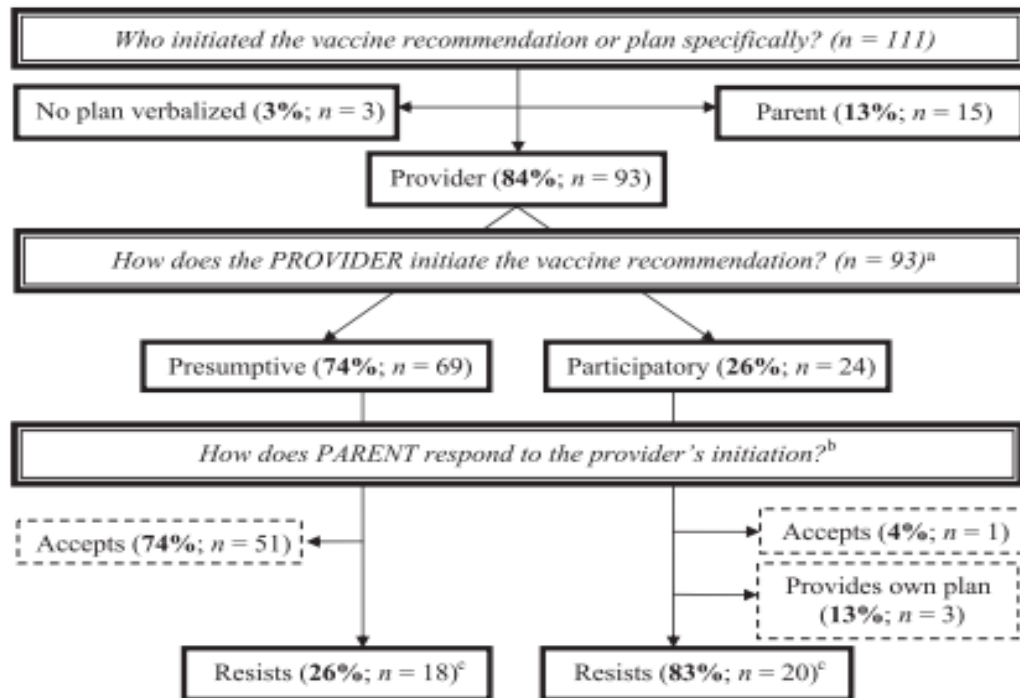 Who initiated the vaccine recommendation or plan specifically? (n = 111)
No plan verbalized (3%; n = 3)
Parent (13%; n = 15)
Provider (84%; n = 93)
How does the PROVIDER initiate the vaccine recommendation? (n = 93)ᵃ
Presumptive (74%; n = 69)
Participatory (26%; n = 24)
How does PARENT respond to the provider's initiation?ᵇ
Accepts (74%; n = 51)
Accepts (4%; n = 1)
Provides own plan
(13%; n = 3)
Resists (26%; n = 18)ᶜ
Resists (83%; n = 20)ᶜ